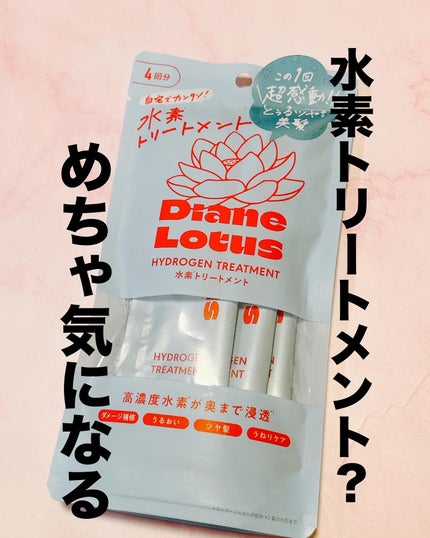 水素トリートメント?
めちゃ気になる
4回分
自宅でカンタン!
水素
トリートメント
この1回
超感動!
とぅるツヤ
美髪
Diane
Lotus
HYDROGEN TREATMENT
水素トリートメント
HYDROGEN
TREATMENT
高濃度水素が奥まで浸透
ダメージ補修
うるおい
ツヤ髪
うねりケア